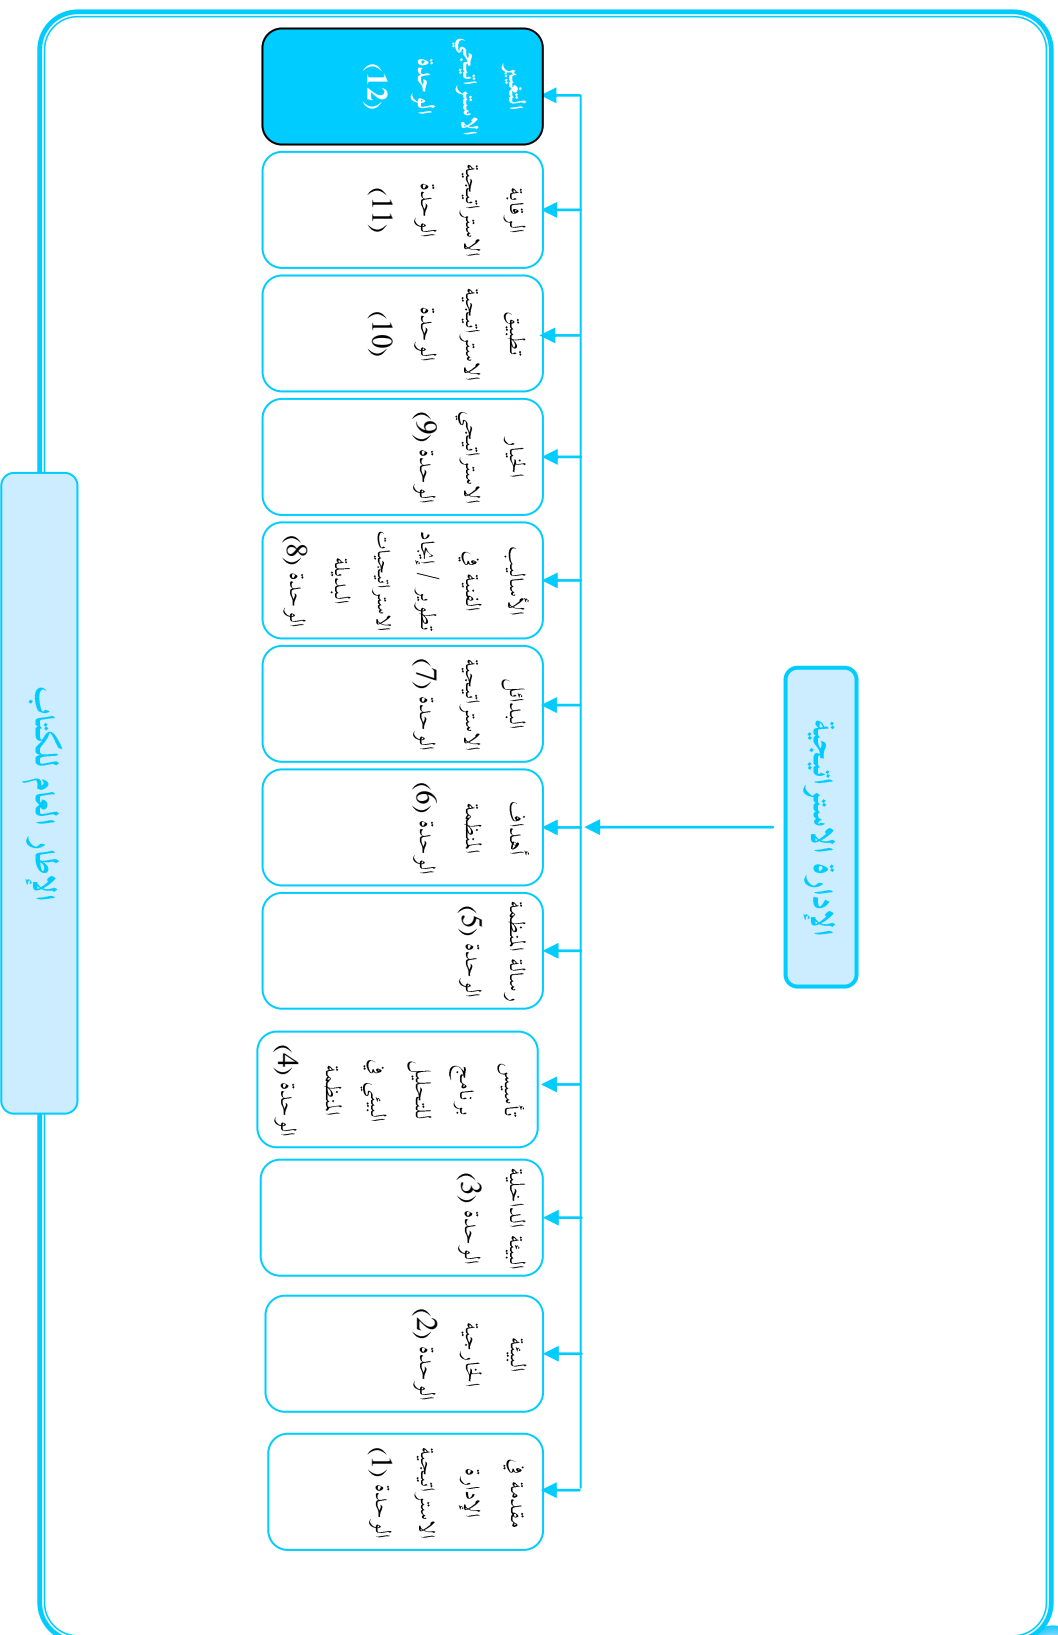 الإدارة الاستراتيجية
مقدمة في
الإدارة
الاستراتيجية
الوحدة (1)
البيئة
الخارجية
الوحدة (2)
البيئة الداخلية
الوحدة (3)
تأسيس
برنامج
للتحليل
البيئي في
المنظمة
الوحدة (4)
رسالة المنظمة
الوحدة (5)
أهداف
المنظمة
الوحدة (6)
البدائل
الاستراتيجية
الوحدة (7)
الأساليب
الفنية في
تطوير / إيجاد
الاستراتيجيات
البديلة
الوحدة (8)
الخيار
الاستراتيجي
الوحدة (9)
تطبيق
الاستراتيجية
الوحدة
(10)
الرقابة
الاستراتيجية
الوحدة
(11)
التغيير
الاستراتيجي
الوحدة
(12)
الإطار العام للكتاب